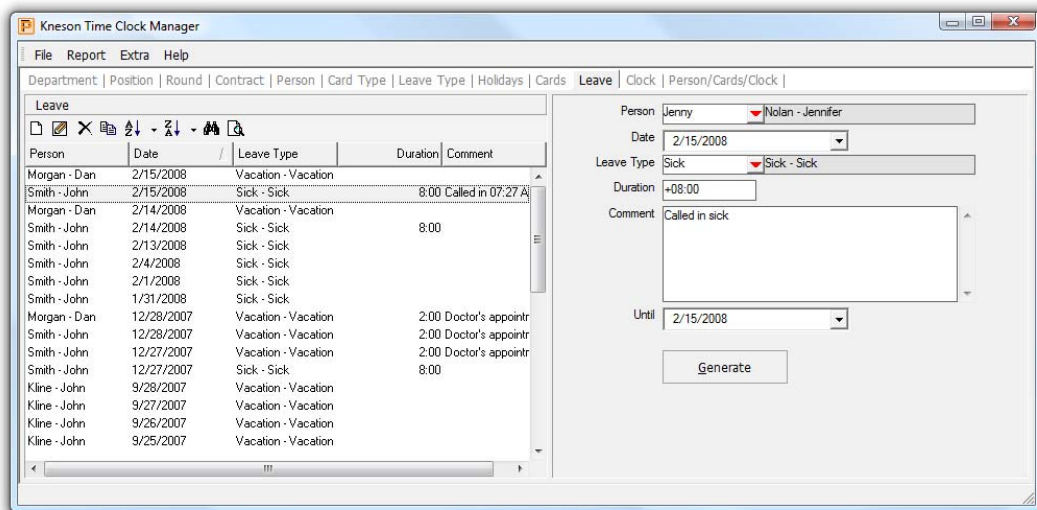 Kneson Time Clock Manager
File Report Extra Help
Department | Position | Round | Contract | Person | Card Type | Leave Type | Holidays | Cards Leave | Clock | Person/Cards/Clock |
Leave
Person Date Leave Type Duration Comment
Morgan - Dan 2/15/2008 Vacation - Vacation
Smith - John 2/15/2008 Sick - Sick 8:00 Called in 07:27 A
Morgan - Dan 2/14/2008 Vacation - Vacation
Smith - John 2/14/2008 Sick - Sick 8:00
Smith - John 2/13/2008 Sick - Sick
Smith - John 2/4/2008 Sick - Sick
Smith - John 2/1/2008 Sick - Sick
Smith - John 1/31/2008 Sick - Sick
Morgan - Dan 12/28/2007 Vacation - Vacation 2:00 Doctor's appointr
Smith - John 12/28/2007 Vacation - Vacation 2:00 Doctor's appointr
Smith - John 12/27/2007 Vacation - Vacation 2:00 Doctor's appointr
Smith - John 12/27/2007 Sick - Sick 8:00
Kline - John 9/28/2007 Vacation - Vacation
Kline - John 9/27/2007 Vacation - Vacation
Kline - John 9/26/2007 Vacation - Vacation
Kline - John 9/25/2007 Vacation - Vacation
Person Jenny Nolan - Jennifer
Date 2/15/2008
Leave Type Sick Sick - Sick
Duration +08:00
Comment Called in sick
Until 2/15/2008
Generate